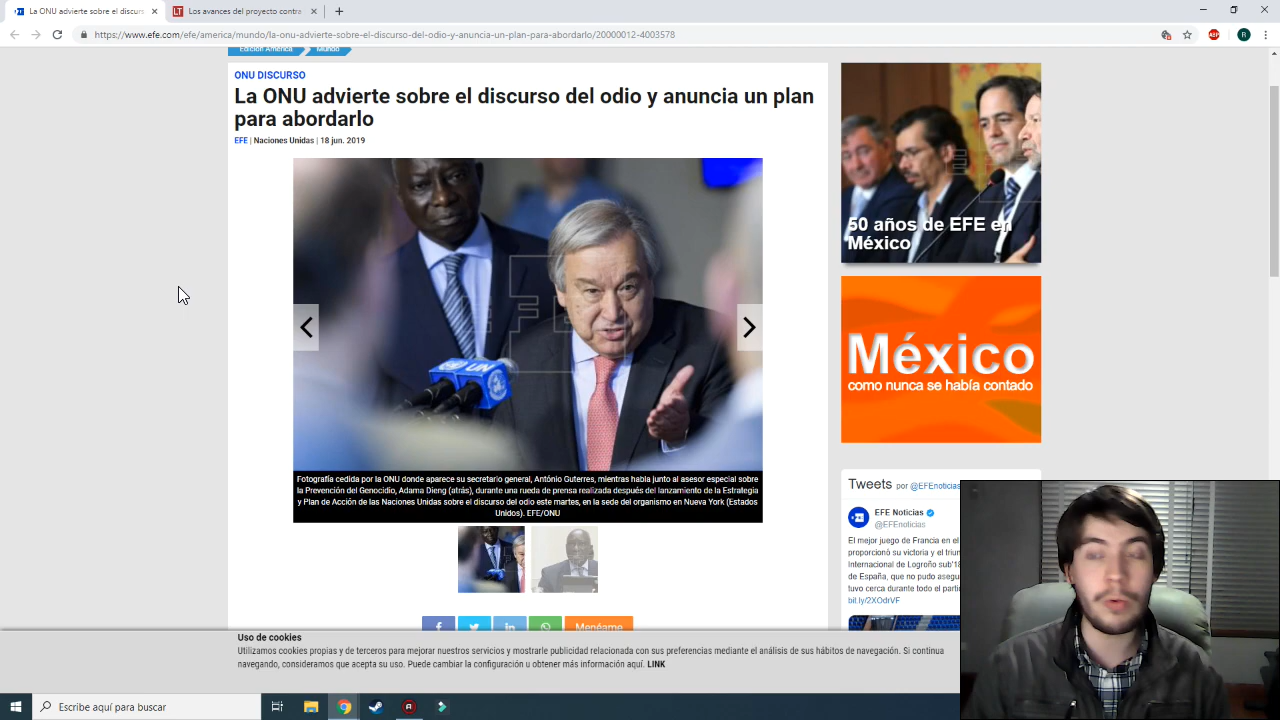 La ONU advierte sobre el discurs
Los avances del proyecto contra
https://www.efe.com/efe/america/mundo/la-onu-advierte-sobre-el-discurso-del-odio-y-anuncia-un-plan-para-abordarlo/20000012-4003578
ABP
R
Edición América
Mundo
ONU DISCURSO
La ONU advierte sobre el discurso del odio y anuncia un plan
para abordarlo
EFE | Naciones Unidas | 18 jun. 2019
UN
EFE
Fotografía cedida por la ONU donde aparece su secretario general, António Guterres, mientras habla junto al asesor especial sobre
la Prevención del Genocidio, Adama Dieng (atrás), durante una rueda de prensa realizada después del lanzamiento de la Estrategia
y Plan de Acción de las Naciones Unidas sobre el discurso del odio este martes, en la sede del organismo en Nueva York (Estados
Unidos). EFE/ONU
Menéame
50 años de EFE en
México
México
como nunca se había contado
Tweets por @EFEnoticias
EFE Noticias
@EFEnoticias
El mejor juego de Francia en el
proporcionó su victoria y el triun
Internacional de Logroño sub'18
de España, que no pudo asegu
tuvo cerca durante todo el parti
bit.ly/2XOdrVF
Uso de cookies
Utilizamos cookies propias y de terceros para mejorar nuestros servicios y mostrarle publicidad relacionada con sus preferencias mediante el análisis de sus hábitos de navegación. Si continua
navegando, consideramos que acepta su uso. Puede cambiar la configuración u obtener más información aquí. LINK
Escribe aquí para buscar